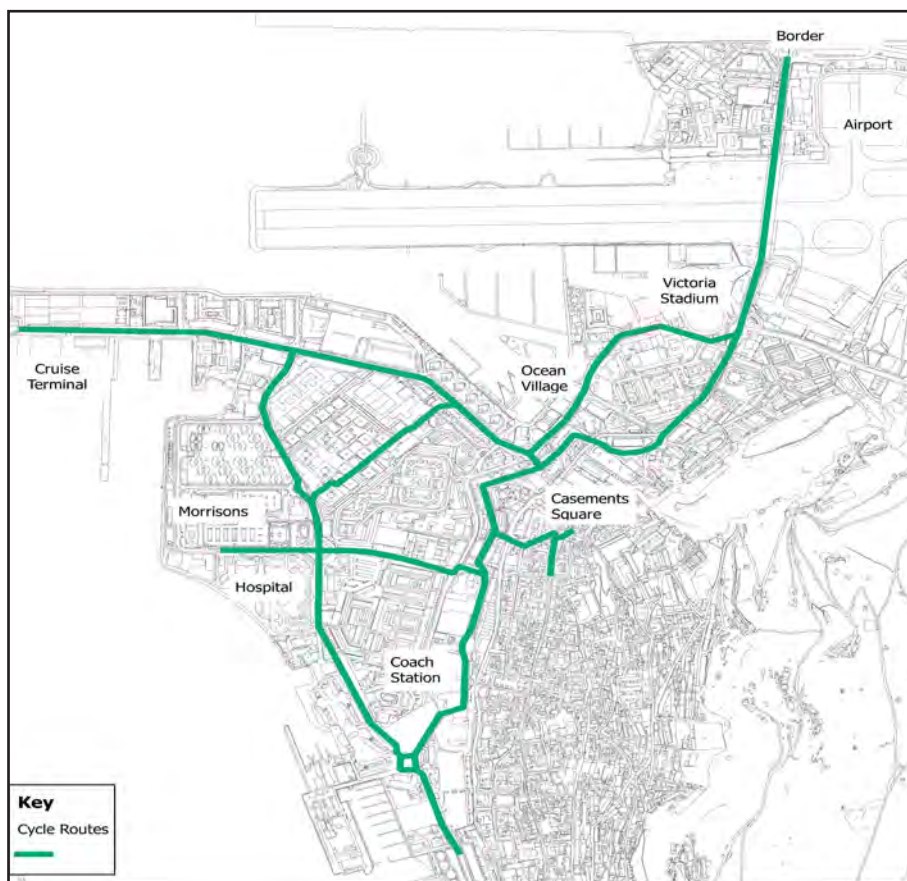 Border
Airport
Victoria
Stadium
Ocean
Village
Cruise
Terminal
Casements
Square
Morrisons
Hospital
Coach
Station
Key
Cycle Routes